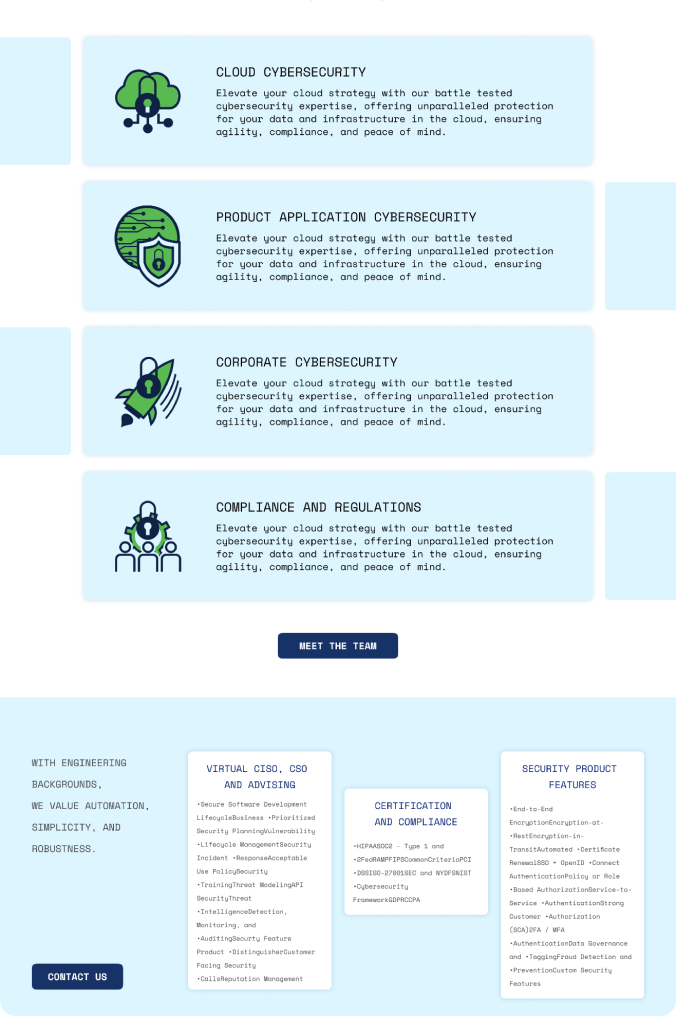 CLOUD CYBERSECURITY
Elevate your cloud strategy with our battle tested
cybersecurity expertise, offering unparalleled protection
for your data and infrastructure in the cloud, ensuring
agility, compliance, and peace of mind.
PRODUCT APPLICATION CYBERSECURITY
Elevate your cloud strategy with our battle tested
cybersecurity expertise, offering unparalleled protection
for your data and infrastructure in the cloud, ensuring
agility, compliance, and peace of mind.
CORPORATE CYBERSECURITY
Elevate your cloud strategy with our battle tested
cybersecurity expertise, offering unparalleled protection
for your data and infrastructure in the cloud, ensuring
agility, compliance, and peace of mind.
COMPLIANCE AND REGULATIONS
Elevate your cloud strategy with our battle tested
cybersecurity expertise, offering unparalleled protection
for your data and infrastructure in the cloud, ensuring
agility, compliance, and peace of mind.
MEET THE TEAM
WITH ENGINEERING
BACKGROUNDS,
WE VALUE AUTOMATION,
SIMPLICITY, AND
ROBUSTNESS.
CONTACT US
VIRTUAL CISO, CSO
AND ADVISING
•Secure Software Development
LifecycleBusiness •Prioritized
Security PlanningVulnerability
•Lifecycle ManagementSecurity
Incident •ResponseAcceptable
Use PolicySecurity
•TrainingThreat ModelingAPI
SecurityThreat
•IntelligenceDetection,
Monitoring, and
•AuditingSecurty Feature
Product •DistinguisherCustomer
Facing Security
•CallsReputation Management
CERTIFICATION
AND COMPLIANCE
•HIPAASOC2 - Type 1 and
•2FedRAMPFIPSCommonCriteriaPCI
•DSSISO-27001SEC and NYDFSNIST
•Cybersecurity
FrameworkGDPRCCPA
SECURITY PRODUCT
FEATURES
•End-to-End
EncryptionEncryption-at-
•RestEncryption-in-
TransitAutomated •Certificate
RenewalSSO + OpenID •Connect
AuthenticationPolicy or Role
•Based AuthorizationService-to-
Service •AuthenticationStrong
Customer •Authorization
(SCA)2FA / MFA
•AuthenticationData Governance
and •TaggingFraud Detection and
•PreventionCustom Security
Features